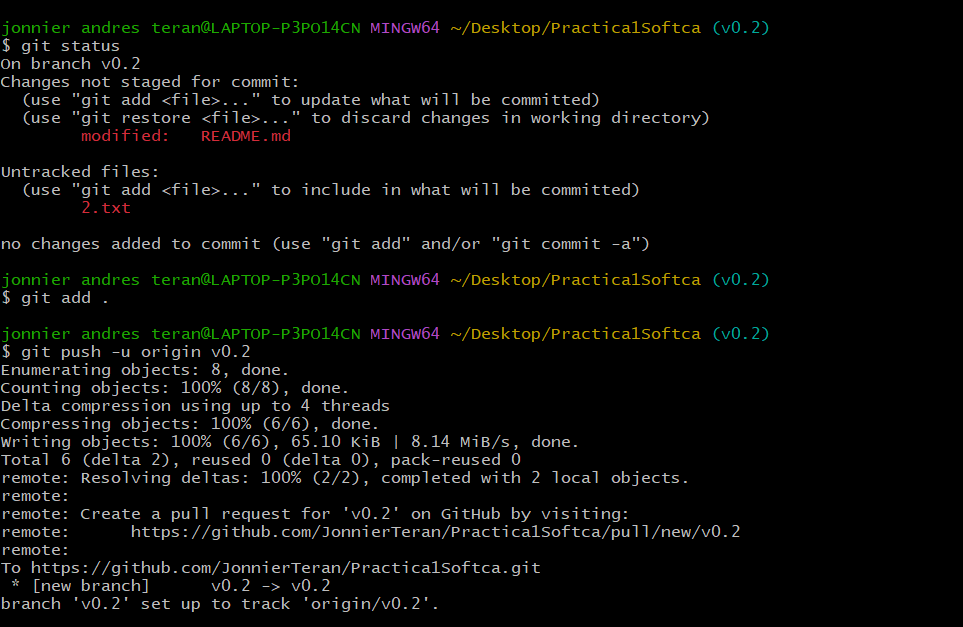 jonnier andres teran@LAPTOP-P3PO14CN MINGW64 ~/Desktop/Practica1Softca (v0.2)
$ git status
On branch v0.2
Changes not staged for commit:
  (use "git add <file>..." to update what will be committed)
  (use "git restore <file>..." to discard changes in working directory)
        modified:   README.md

Untracked files:
  (use "git add <file>..." to include in what will be committed)
        2.txt

no changes added to commit (use "git add" and/or "git commit -a")

jonnier andres teran@LAPTOP-P3PO14CN MINGW64 ~/Desktop/Practica1Softca (v0.2)
$ git add .

jonnier andres teran@LAPTOP-P3PO14CN MINGW64 ~/Desktop/Practica1Softca (v0.2)
$ git push -u origin v0.2
Enumerating objects: 8, done.
Counting objects: 100% (8/8), done.
Delta compression using up to 4 threads
Compressing objects: 100% (6/6), done.
Writing objects: 100% (6/6), 65.10 KiB | 8.14 MiB/s, done.
Total 6 (delta 2), reused 0 (delta 0), pack-reused 0
remote: Resolving deltas: 100% (2/2), completed with 2 local objects.
remote:
remote: Create a pull request for 'v0.2' on GitHub by visiting:
remote:      https://github.com/JonnierTeran/Practica1Softca/pull/new/v0.2
remote:
To https://github.com/JonnierTeran/Practica1Softca.git
 * [new branch]      v0.2 -> v0.2
branch 'v0.2' set up to track 'origin/v0.2'.